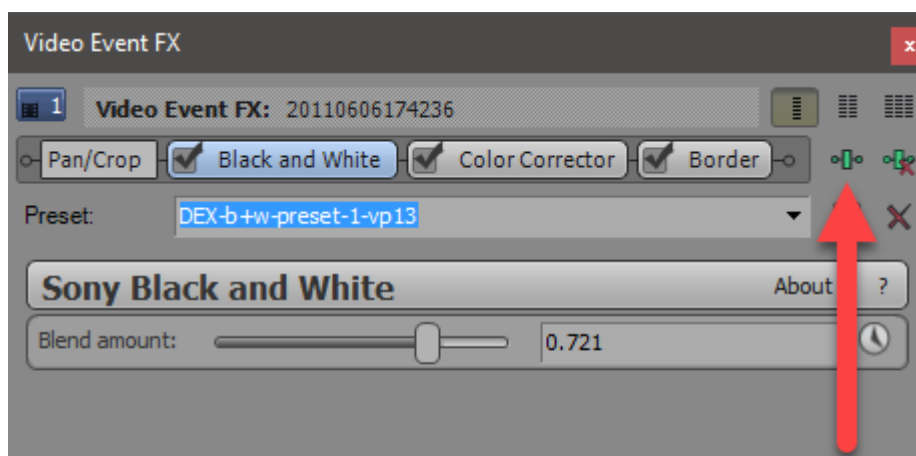 Video Event FX
x
1 Video Event FX: 20110606174236
Pan/Crop Black and White Color Corrector Border
Preset: DEX-b+w-preset-1-vp13
Sony Black and White About ?
Blend amount: 0.721